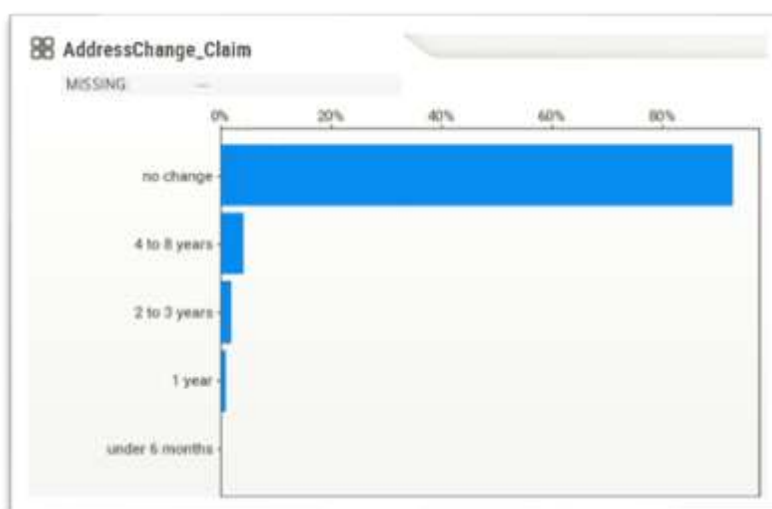 AddressChange_Claim
MISSING ---
0% 20% 40% 60% 80%
no change
4 to 8 years
2 to 3 years
1 year
under 6 months